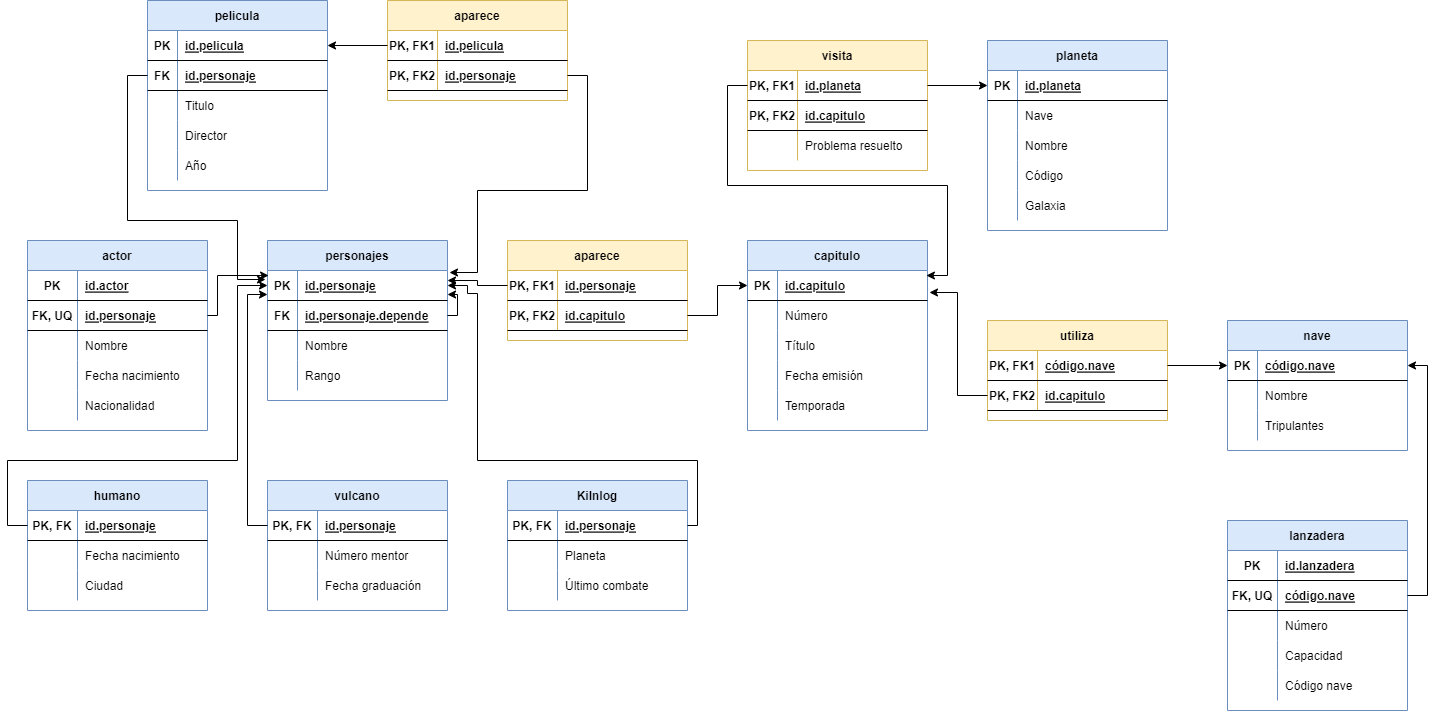 pelicula
PK id.pelicula
FK id.personaje
Titulo
Director
Año
aparece
PK, FK1 id.pelicula
PK, FK2 id.personaje
visita
PK, FK1 id.planeta
PK, FK2 id.capitulo
Problema resuelto
planeta
PK id.planeta
Nave
Nombre
Código
Galaxia
actor
PK id.actor
FK, UQ id.personaje
Nombre
Fecha nacimiento
Nacionalidad
personajes
PK id.personaje
FK id.personaje.depende
Nombre
Rango
aparece
PK, FK1 id.personaje
PK, FK2 id.capitulo
capitulo
PK id.capitulo
Número
Título
Fecha emisión
Temporada
utiliza
PK, FK1 código.nave
PK, FK2 id.capitulo
nave
PK código.nave
Nombre
Tripulantes
humano
PK, FK id.personaje
Fecha nacimiento
Ciudad
vulcano
PK, FK id.personaje
Número mentor
Fecha graduación
Kilnlog
PK, FK id.personaje
Planeta
Último combate
lanzadera
PK id.lanzadera
FK, UQ código.nave
Número
Capacidad
Código nave